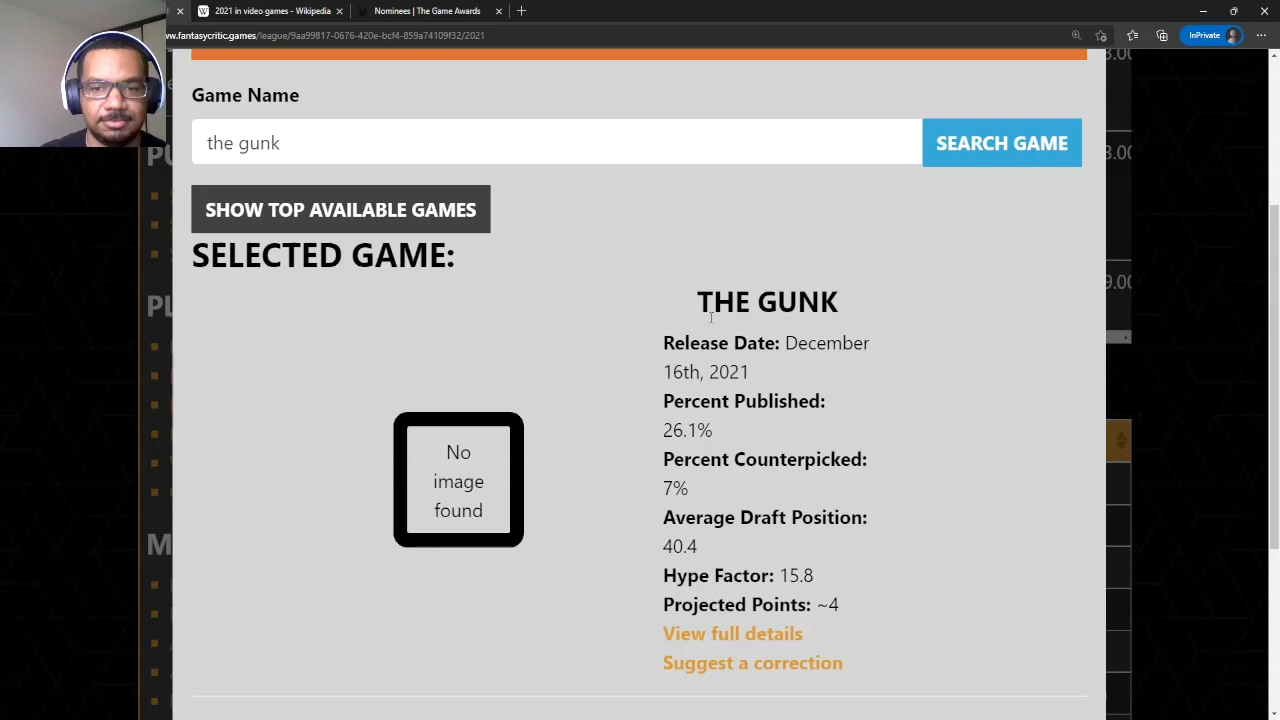 2021 in video games - Wikipedia
Nominees | The Game Awards
InPrivate
w.fantasycritic.games/league/9aa99817-0676-420e-bcf4-859a74109f32/2021
Game Name
the gunk
SEARCH GAME
SHOW TOP AVAILABLE GAMES
SELECTED GAME:
THE GUNK
Release Date: December
16th, 2021
Percent Published:
26.1%
Percent Counterpicked:
7%
Average Draft Position:
40.4
Hype Factor: 15.8
Projected Points: ~4
View full details
Suggest a correction
No
image
found